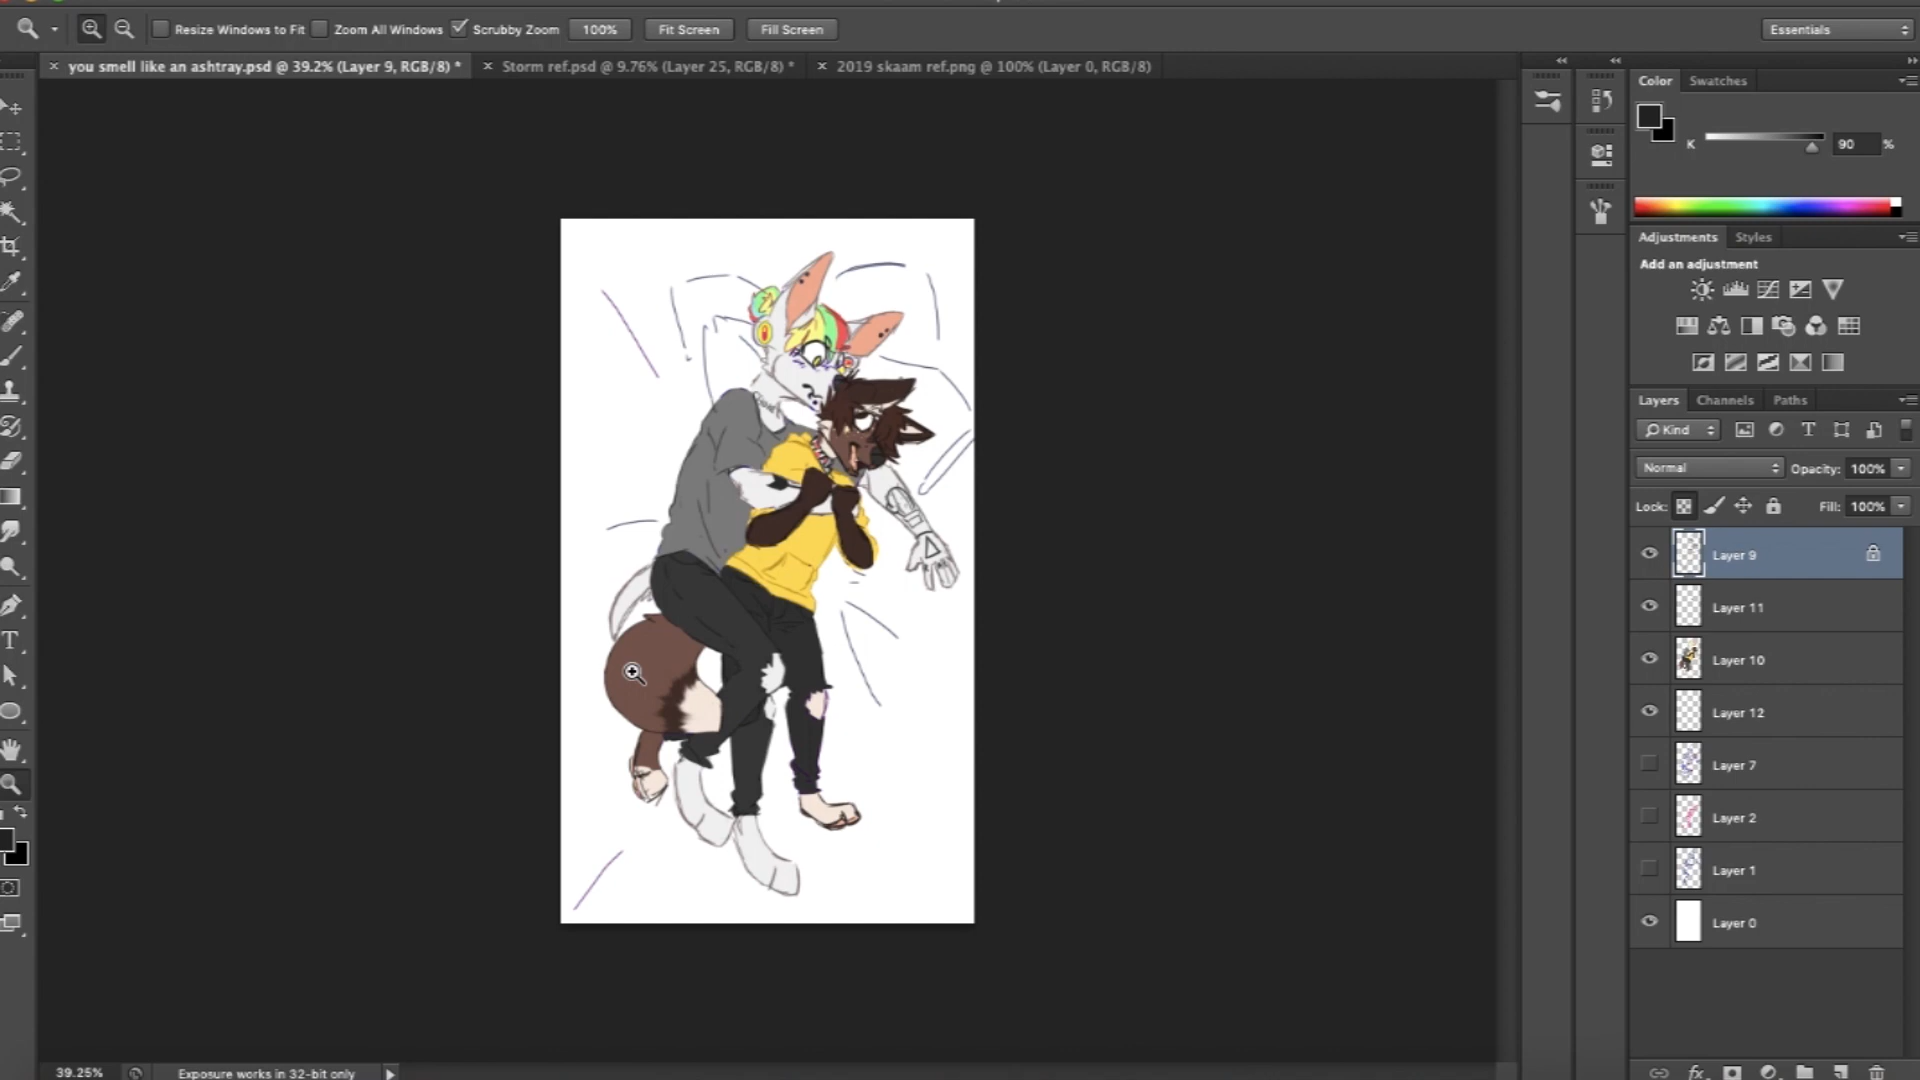 Resize Windows to Fit Zoom All Windows Scrubby Zoom 100% Fit Screen Fill Screen Essentials
you smell like an ashtray.psd @ 39.2% (Layer 9, RGB/8) * Storm ref.psd @ 9.76% (Layer 25, RGB/8) * 2019 skaam ref.png @ 100% (Layer 0, RGB/8)
Color Swatches
K 90 %
Adjustments Styles
Add an adjustment
Layers Channels Paths
Kind
Normal Opacity: 100%
Lock: Fill: 100%
Layer 9
Layer 11
Layer 10
Layer 12
Layer 7
Layer 2
Layer 1
Layer 0
39.25% Exposure works in 32-bit only